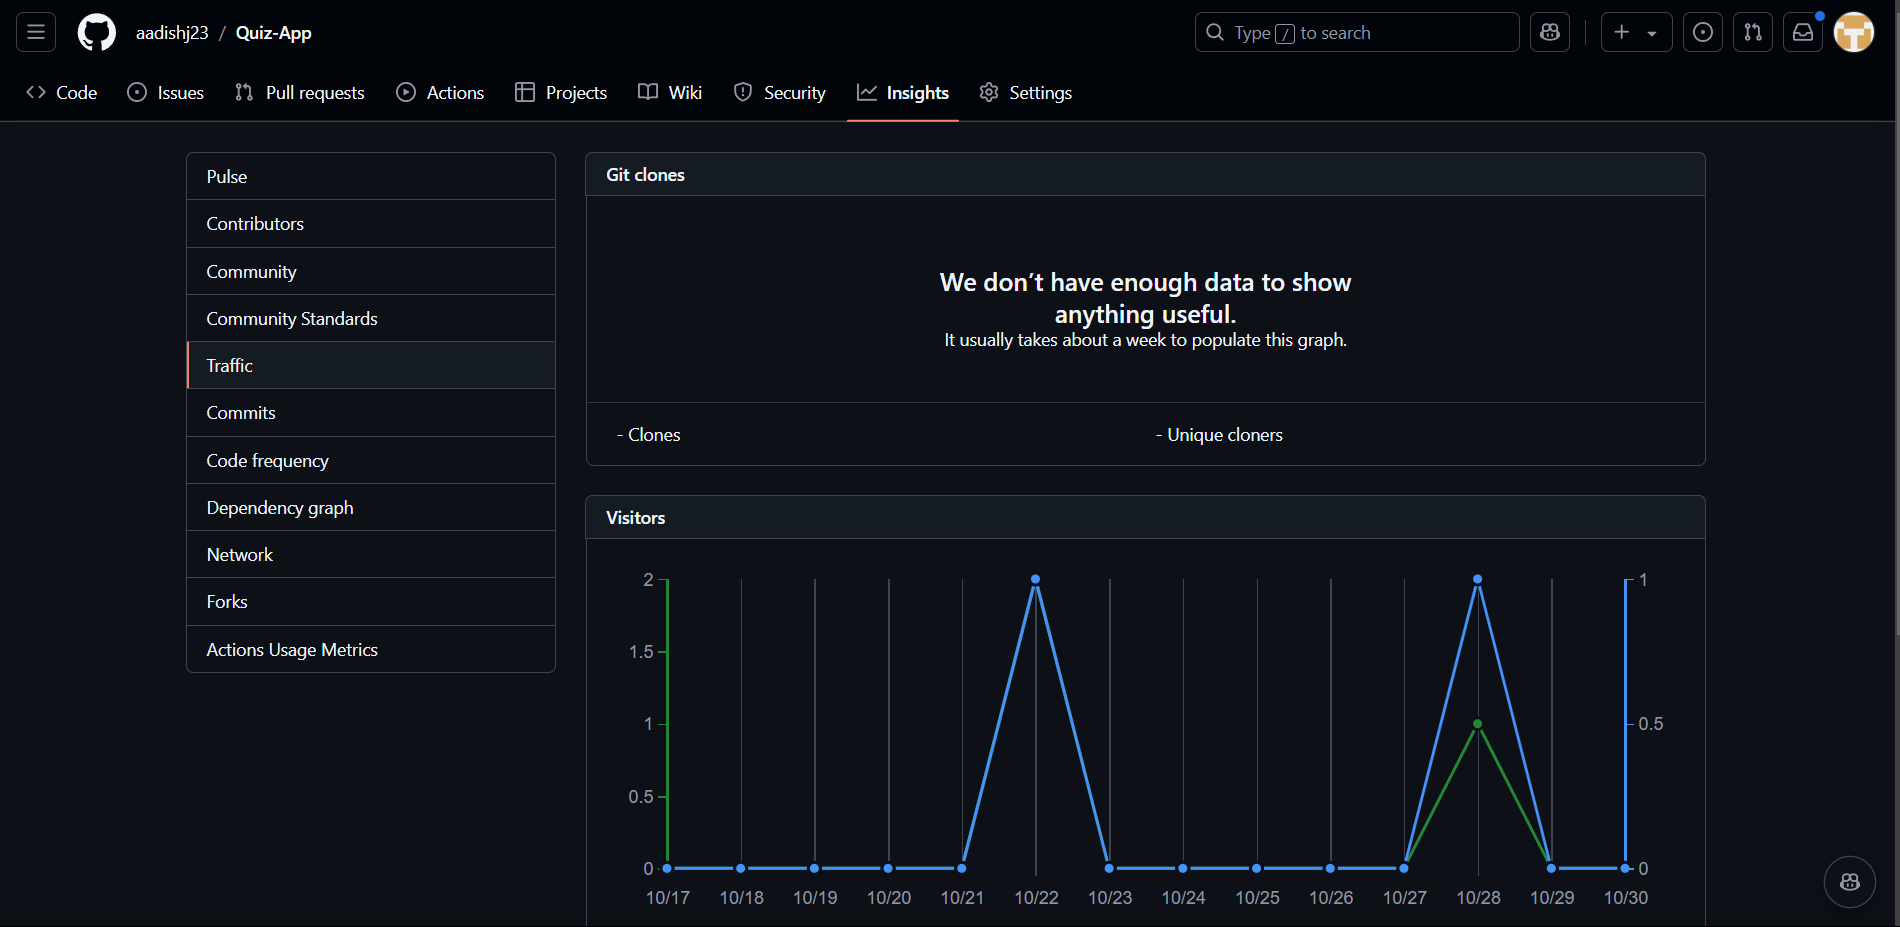 aadishj23 / Quiz-App
Type / to search
Code Issues Pull requests Actions Projects Wiki Security Insights Settings
Pulse
Contributors
Community
Community Standards
Traffic
Commits
Code frequency
Dependency graph
Network
Forks
Actions Usage Metrics
Git clones
We don’t have enough data to show
anything useful.
It usually takes about a week to populate this graph.
- Clones
- Unique cloners
Visitors
2
1.5
1
0.5
0
1
0.5
0
10/17 10/18 10/19 10/20 10/21 10/22 10/23 10/24 10/25 10/26 10/27 10/28 10/29 10/30